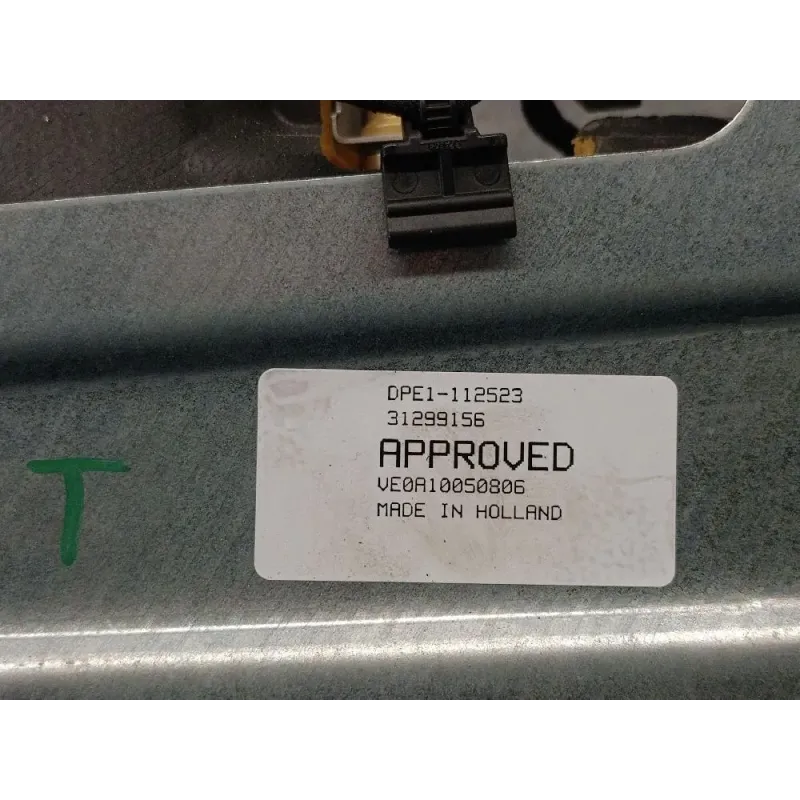 T
DPE1-112523
31299156
APPROVED
VE0A10050806
MADE IN HOLLAND